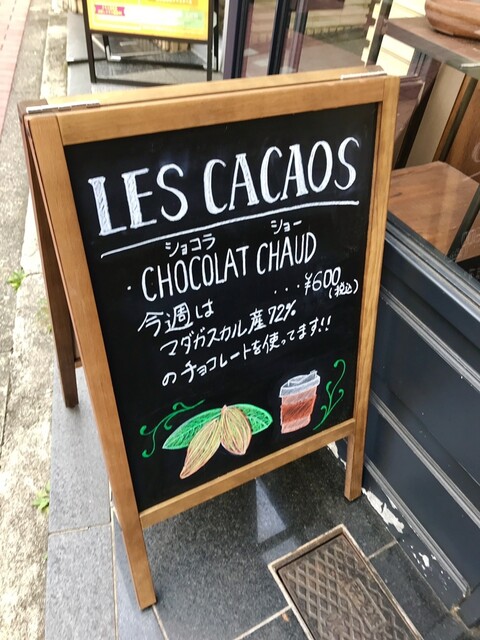 LES CACAOS
ショコラ ショー
・CHOCOLAT CHAUD
...¥600
(税込)
今週は
マダガスカル産72%
のチョコレートを使ってます!!